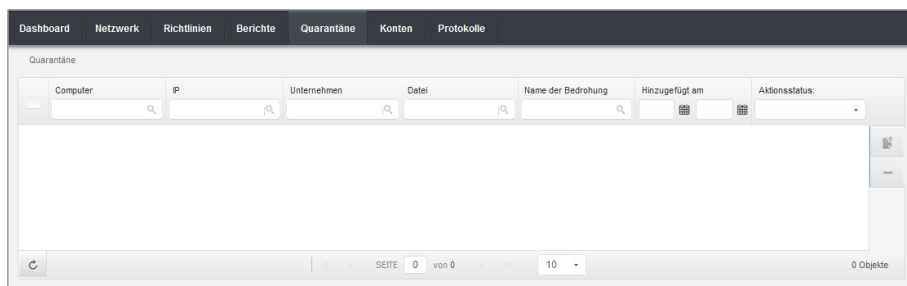 Dashboard Netzwerk Richtlinien Berichte Quarantäne Konten Protokolle
Quarantäne
Computer IP Unternehmen Datei Name der Bedrohung Hinzugefügt am Aktionsstatus:
SEITE 0 von 0 10 0 Objekte